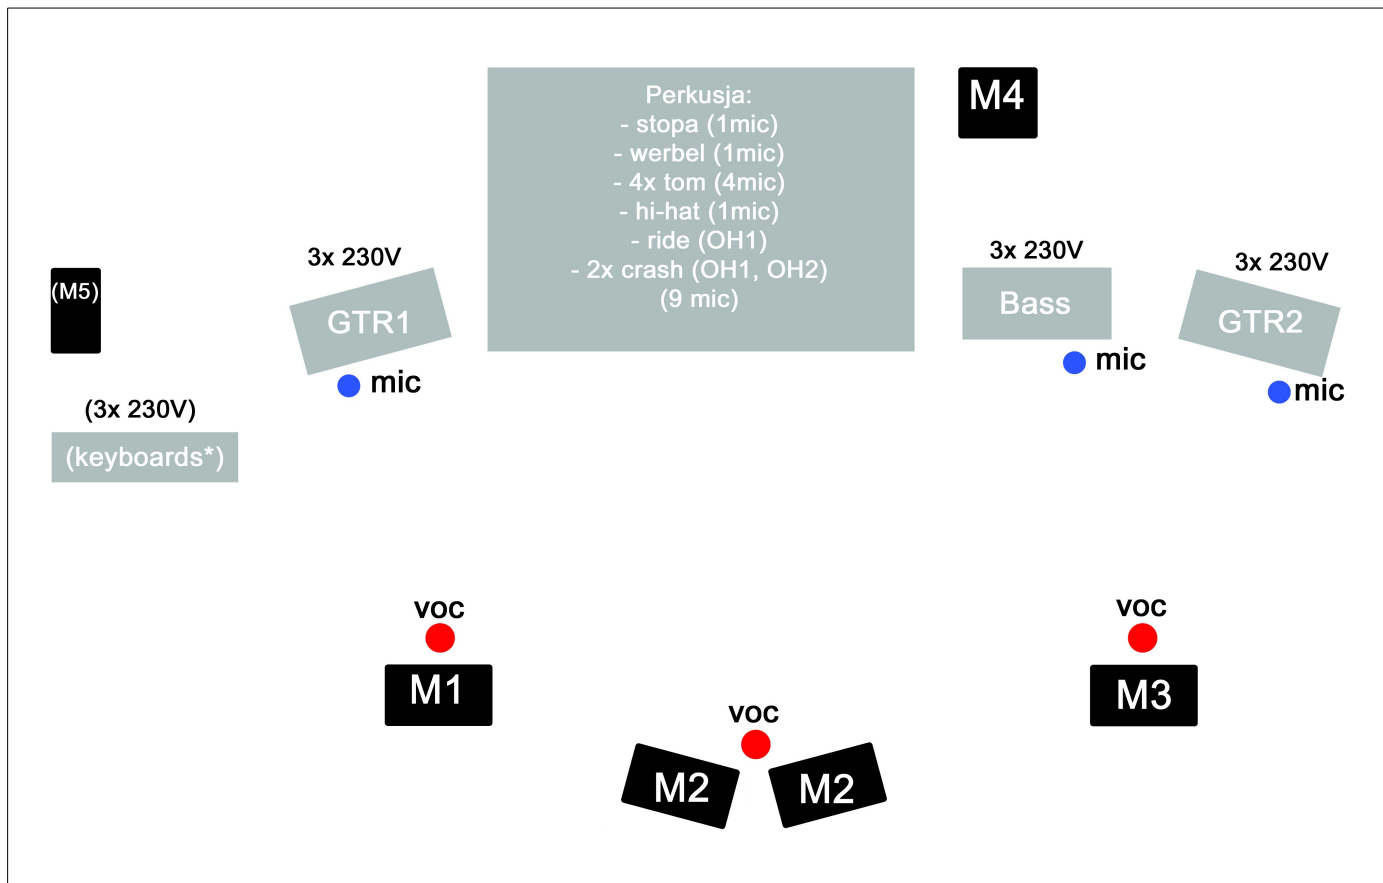 Perkusja:
- stopa (1mic)
- werbel (1mic)
- 4x tom (4mic)
- hi-hat (1mic)
- ride (OH1)
- 2x crash (OH1, OH2)
(9 mic)
M4
3x 230V
GTR1
mic
3x 230V
Bass
mic
3x 230V
GTR2
mic
(M5)
(3x 230V)
(keyboards*)
voc
M1
voc
M2
M2
voc
M3